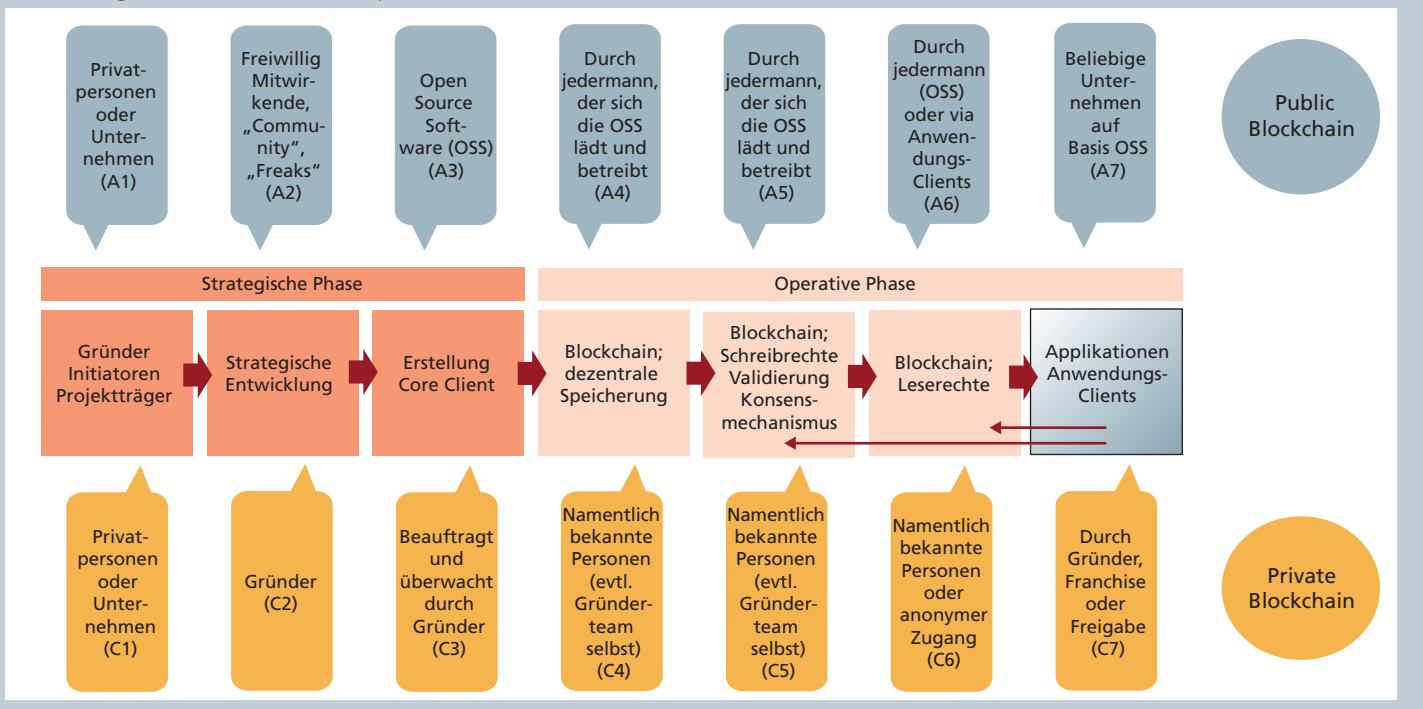 Privat-
personen
oder
Unter-
nehmen
(A1)
Freiwillig
Mitwir-
kende,
„Commu-
nity“,
„Freaks“
(A2)
Open
Source
Soft-
ware (OSS)
(A3)
Durch
jedermann,
der sich
die OSS
lädt und
betreibt
(A4)
Durch
jedermann,
der sich
die OSS
lädt und
betreibt
(A5)
Durch
jedermann
(OSS)
oder via
Anwen-
dungs-
Clients
(A6)
Beliebige
Unter-
nehmen
auf
Basis OSS
(A7)
Public
Blockchain
Strategische Phase
Operative Phase
Gründer
Initiatoren
Projektträger
Strategische
Entwicklung
Erstellung
Core Client
Blockchain;
dezentrale
Speicherung
Blockchain;
Schreibrechte
Validierung
Konsens-
mechanismus
Blockchain;
Leserechte
Applikationen
Anwendungs-
Clients
Privat-
personen
oder
Unter-
nehmen
(C1)
Gründer
(C2)
Beauftragt
und
überwacht
durch
Gründer
(C3)
Namentlich
bekannte
Personen
(evtl.
Gründer-
team
selbst)
(C4)
Namentlich
bekannte
Personen
(evtl.
Gründer-
team
selbst)
(C5)
Namentlich
bekannte
Personen
oder
anonymer
Zugang
(C6)
Durch
Gründer,
Franchise
oder
Freigabe
(C7)
Private
Blockchain